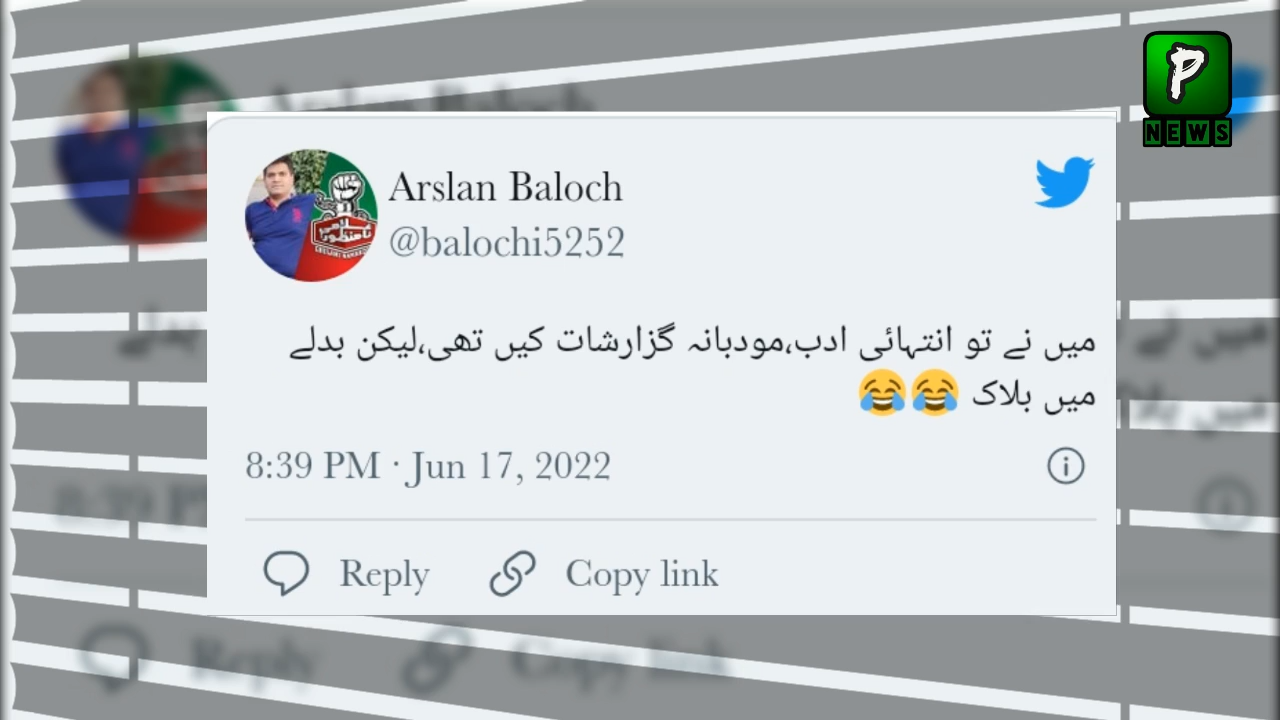 P
NEWS
Arslan Baloch
@balochi5252
میں نے تو انتہائی ادب،مودبانہ گزارشات کیں تھی،لیکن بدلے
میں بلاک 😂😂
8:39 PM · Jun 17, 2022
Reply
Copy link